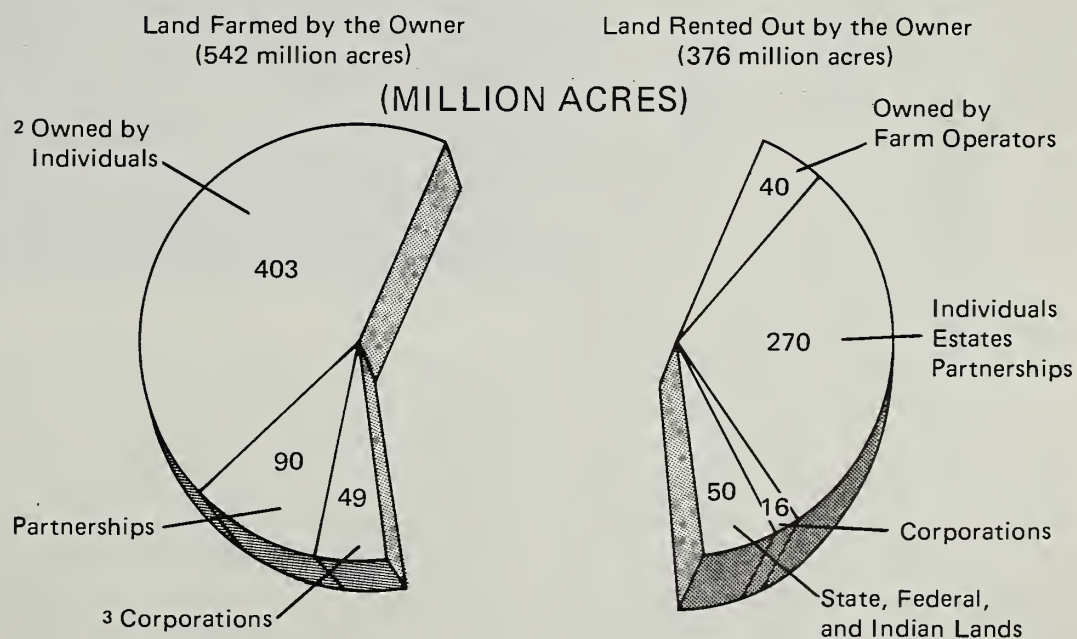 Land Farmed by the Owner
(542 million acres)
Land Rented Out by the Owner
(376 million acres)
(MILLION ACRES)
2 Owned by
Individuals
403
90
49
Partnerships
3 Corporations
Owned by
Farm Operators
40
270
Individuals
Estates
Partnerships
50
16
Corporations
State, Federal,
and Indian Lands